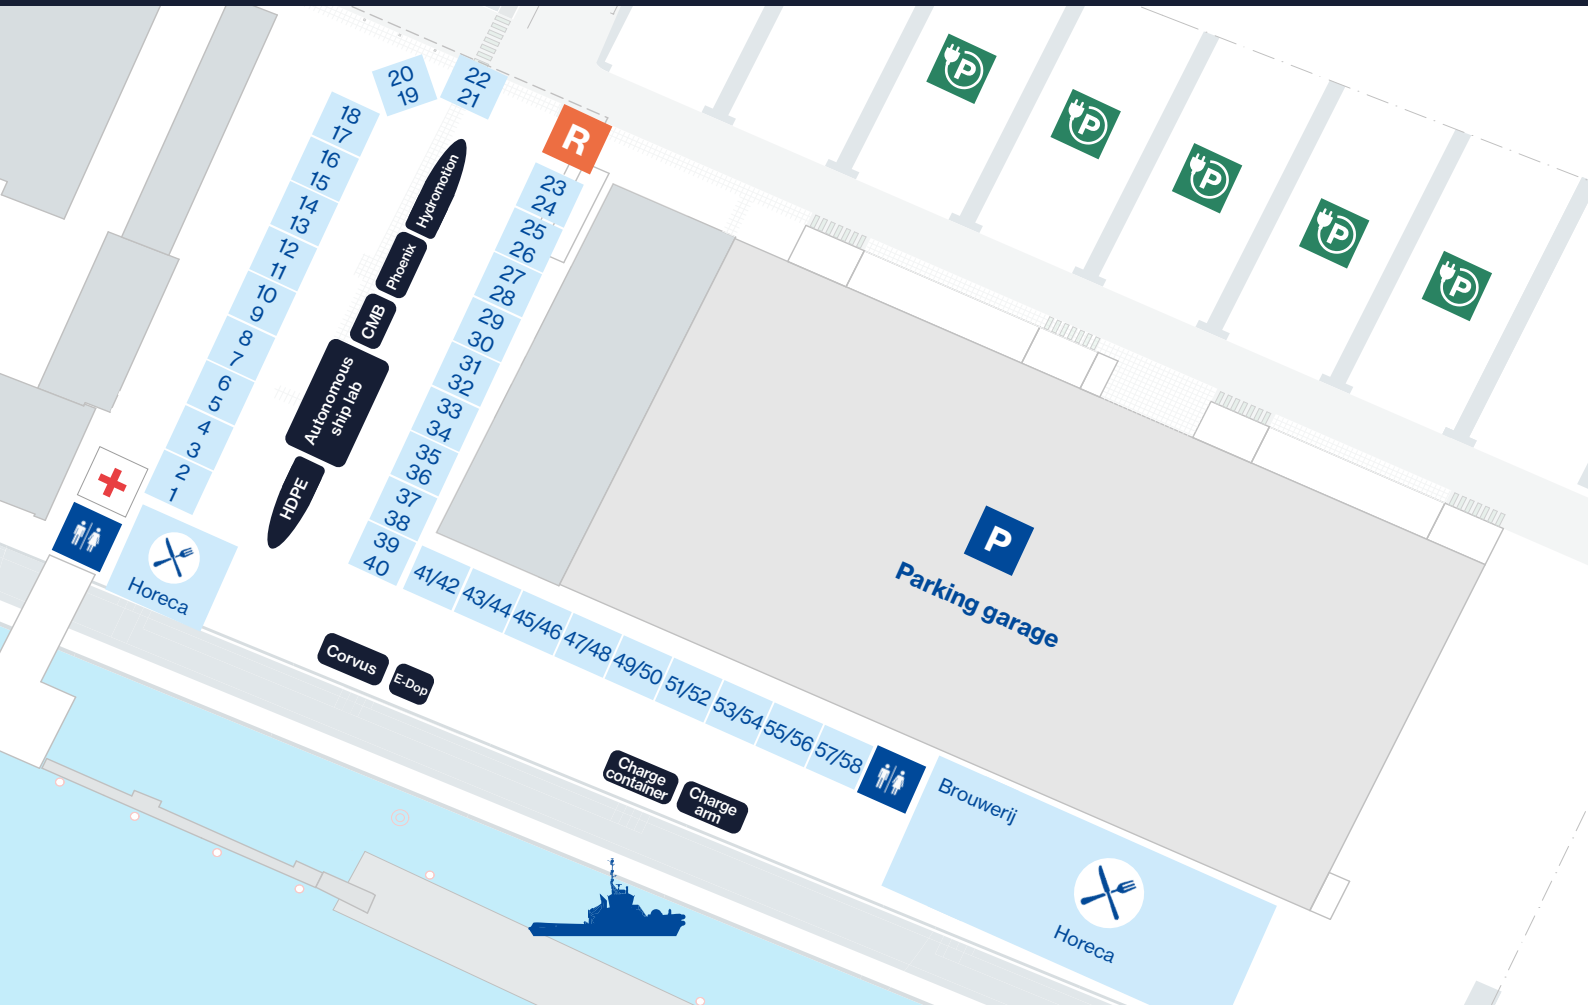 20
19
22
21
R
18
17
16
15
14
13
12
11
10
9
8
7
6
5
4
3
2
1
Hydromotion
Phoenix
CMB
Autonomous
ship lab
HDPE
23
24
25
26
27
28
29
30
31
32
33
34
35
36
37
38
39
40
41/42
43/44
45/46
47/48
49/50
51/52
53/54
55/56
57/58
P
P
P
P
P
P
Parking garage
Horeca
Corvus
E-Dop
Charge
container
Charge
arm
Brouwerij
Horeca